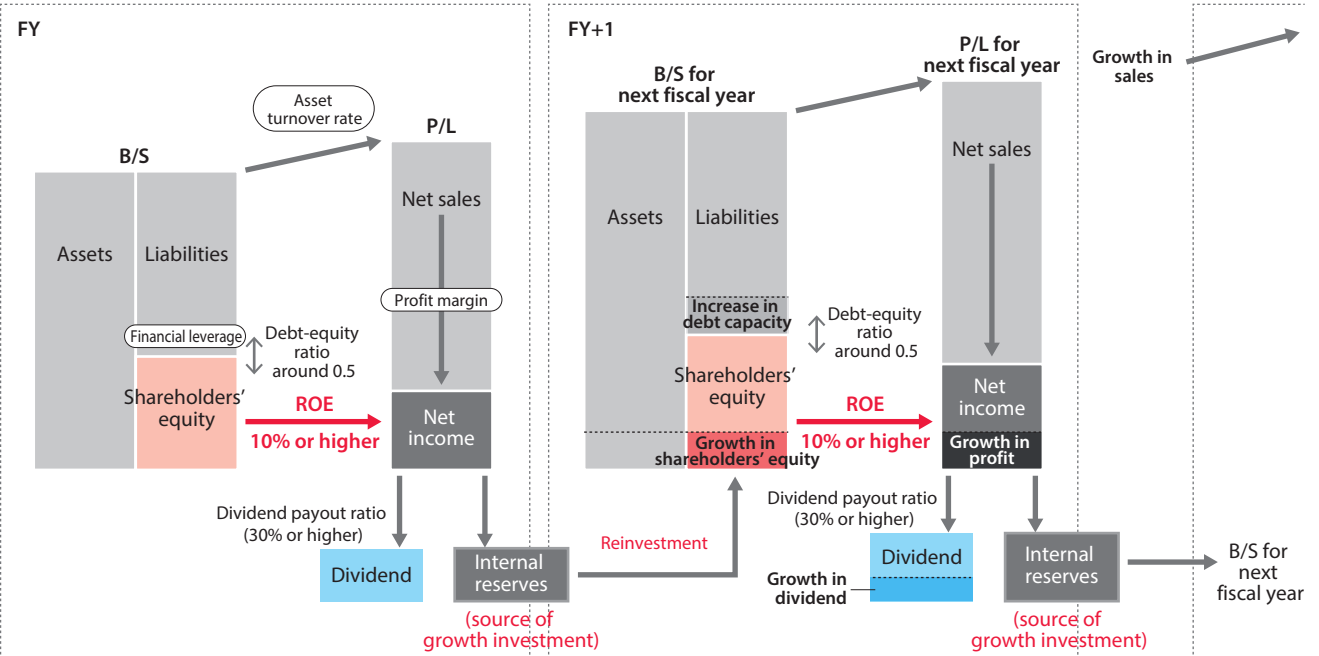 FY
B/S
Assets
Liabilities
Financial leverage
Shareholders'
equity
Debt-equity
ratio
around 0.5
Asset
turnover rate
P/L
Net sales
Profit margin
ROE
10% or higher
Net
income
Dividend payout ratio
(30% or higher)
Dividend
Internal
reserves
(source of
growth investment)
Reinvestment
FY+1
B/S for
next fiscal year
Assets
Liabilities
Increase in
debt capacity
Shareholders'
equity
Growth in
shareholders' equity
Debt-equity
ratio
around 0.5
P/L for
next fiscal year
Net sales
ROE
10% or higher
Net
income
Growth in
profit
Dividend payout ratio
(30% or higher)
Dividend
Growth in
dividend
Internal
reserves
(source of
growth investment)
Growth in
sales
B/S for
next
fiscal year